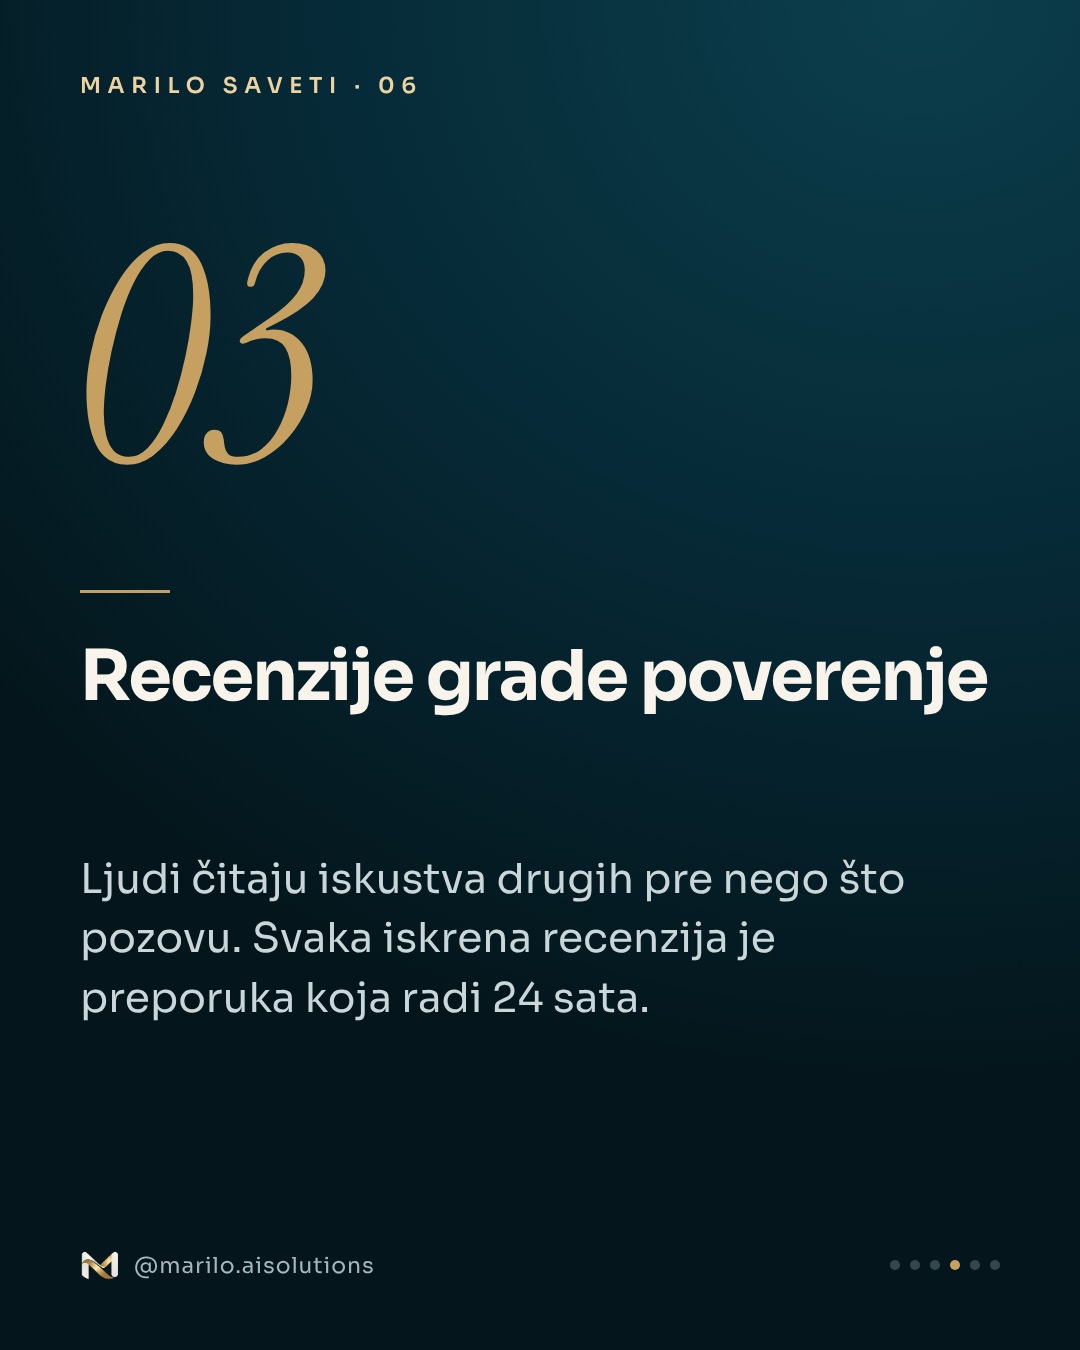 MARILO SAVETI · 06
03
Recenzije grade poverenje
Ljudi čitaju iskustva drugih pre nego što
pozovu. Svaka iskrena recenzija je
preporuka koja radi 24 sata.
@marilo.aisolutions